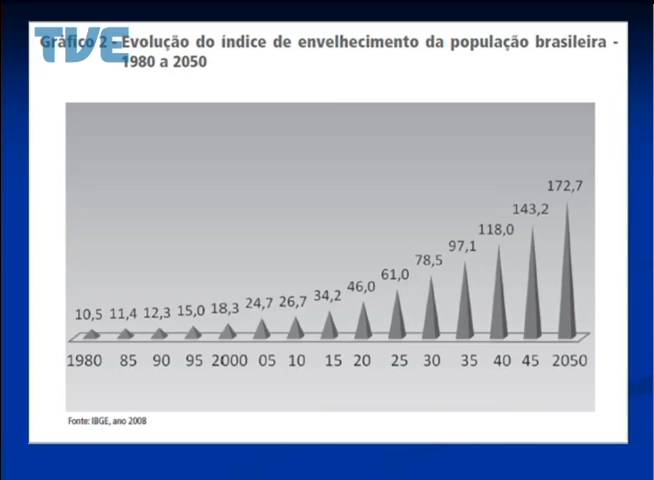 TVE
Gráfico 2 - Evolução do índice de envelhecimento da população brasileira -
1980 a 2050
172,7
143,2
118,0
97,1
78,5
61,0
46,0
34,2
10,5 11,4 12,3 15,0 18,3 24,7 26,7
1980 85 90 95 2000 05 10 15 20 25 30 35 40 45 2050
Fonte: IBGE, ano 2008